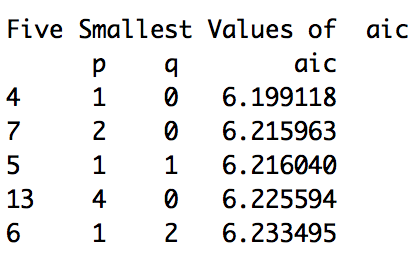 Five Smallest Values of  aic
     p   q       aic
4    1   0  6.199118
7    2   0  6.215963
5    1   1  6.216040
13   4   0  6.225594
6    1   2  6.233495